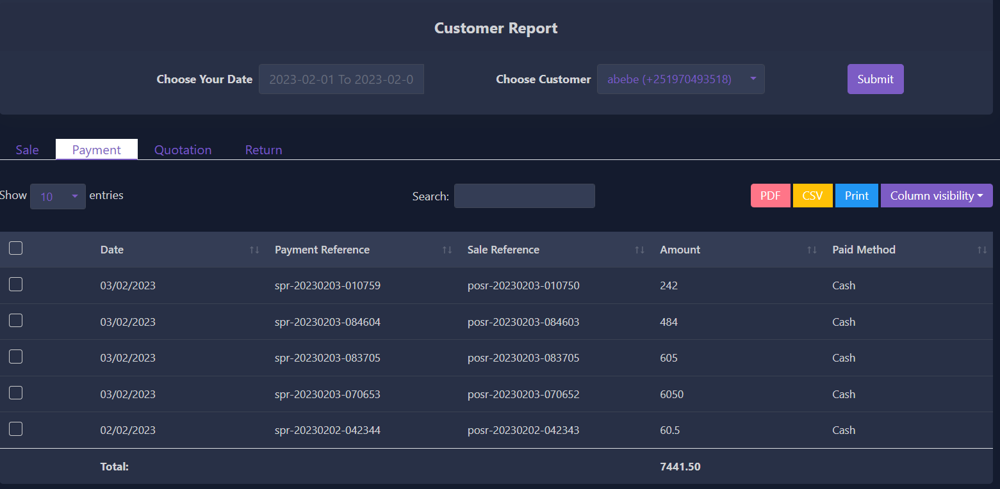 Customer Report
Choose Your Date 2023-02-01 To 2023-02-0 Choose Customer abebe (+251970493518) Submit
Sale Payment Quotation Return
Show 10 entries Search: PDF CSV Print Column visibility
Date Payment Reference Sale Reference Amount Paid Method
03/02/2023 spr-20230203-010759 posr-20230203-010750 242 Cash
03/02/2023 spr-20230203-084604 posr-20230203-084603 484 Cash
03/02/2023 spr-20230203-083705 posr-20230203-083705 605 Cash
03/02/2023 spr-20230203-070653 posr-20230203-070652 6050 Cash
02/02/2023 spr-20230202-042344 posr-20230202-042343 60.5 Cash
Total: 7441.50